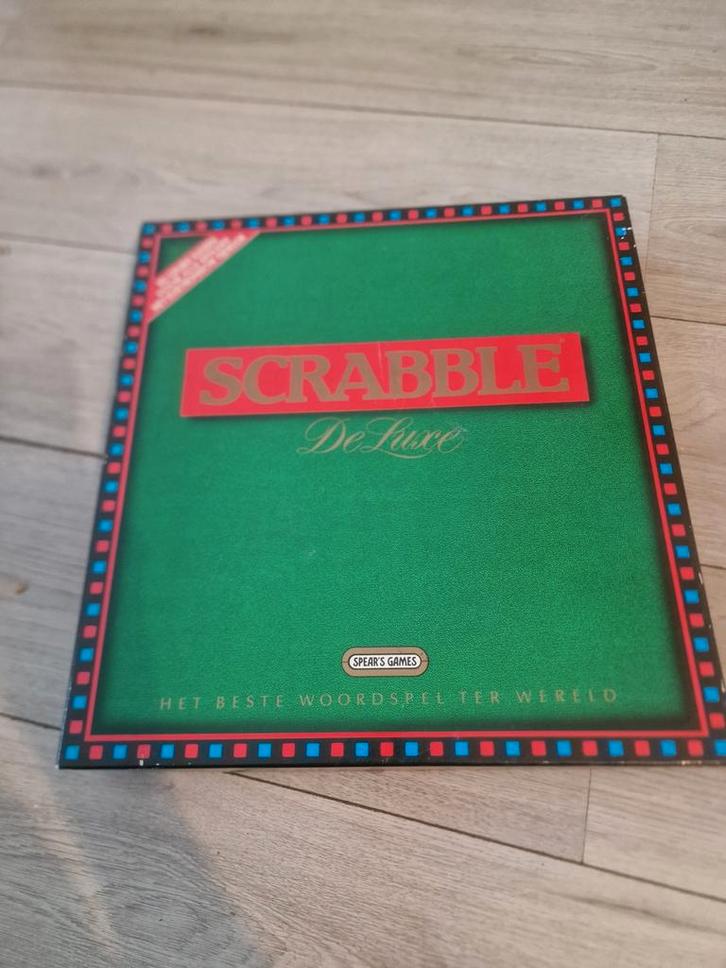 SCRABBLE
De Luxe
SPEAR'S GAMES
HET BESTE WOORDSPEL TER WERELD